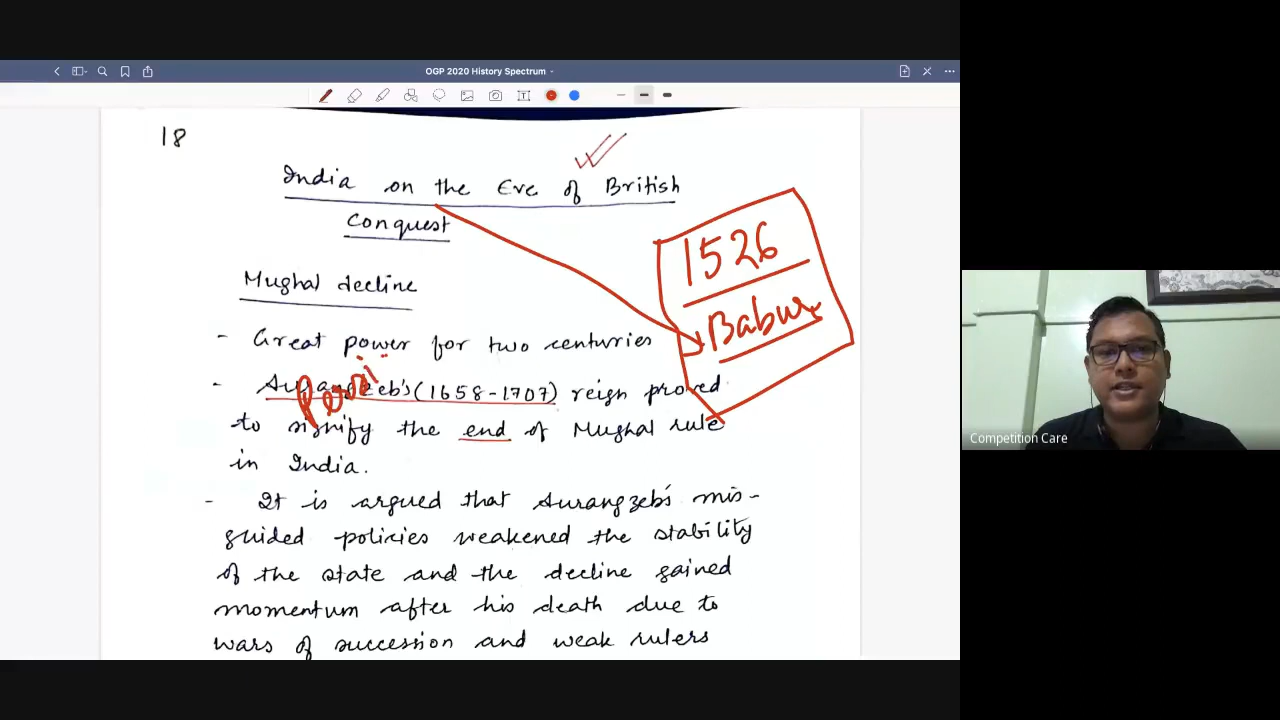 OGP 2020 History Spectrum
18
India on the Eve of British
Conquest
1526
Babur
Mughal decline
- Great power for two centuries
- Aurangzeb's (1658-1707) reign proved
to signify the end of Mughal rule
in India.
- It is argued that Aurangzeb's mis-
guided policies weakened the stability
of the state and the decline gained
momentum after his death due to
wars of succession and weak rulers
Competition Care